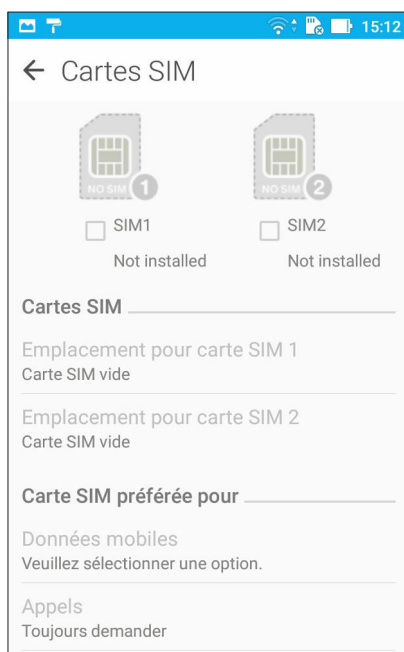 15:12
Cartes SIM
NO SIM 1 NO SIM 2
SIM1 SIM2
Not installed Not installed
Cartes SIM
Emplacement pour carte SIM 1
Carte SIM vide
Emplacement pour carte SIM 2
Carte SIM vide
Carte SIM préférée pour
Données mobiles
Veuillez sélectionner une option.
Appels
Toujours demander